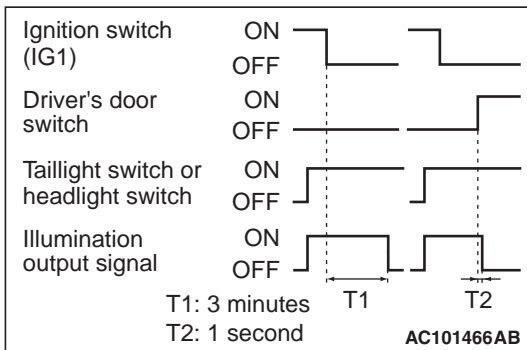 Ignition switch ON
(IG1) OFF
Driver's door ON
switch OFF
Taillight switch or ON
headlight switch OFF
Illumination ON
output signal OFF
T1: 3 minutes T1 T2
T2: 1 second AC101466AB